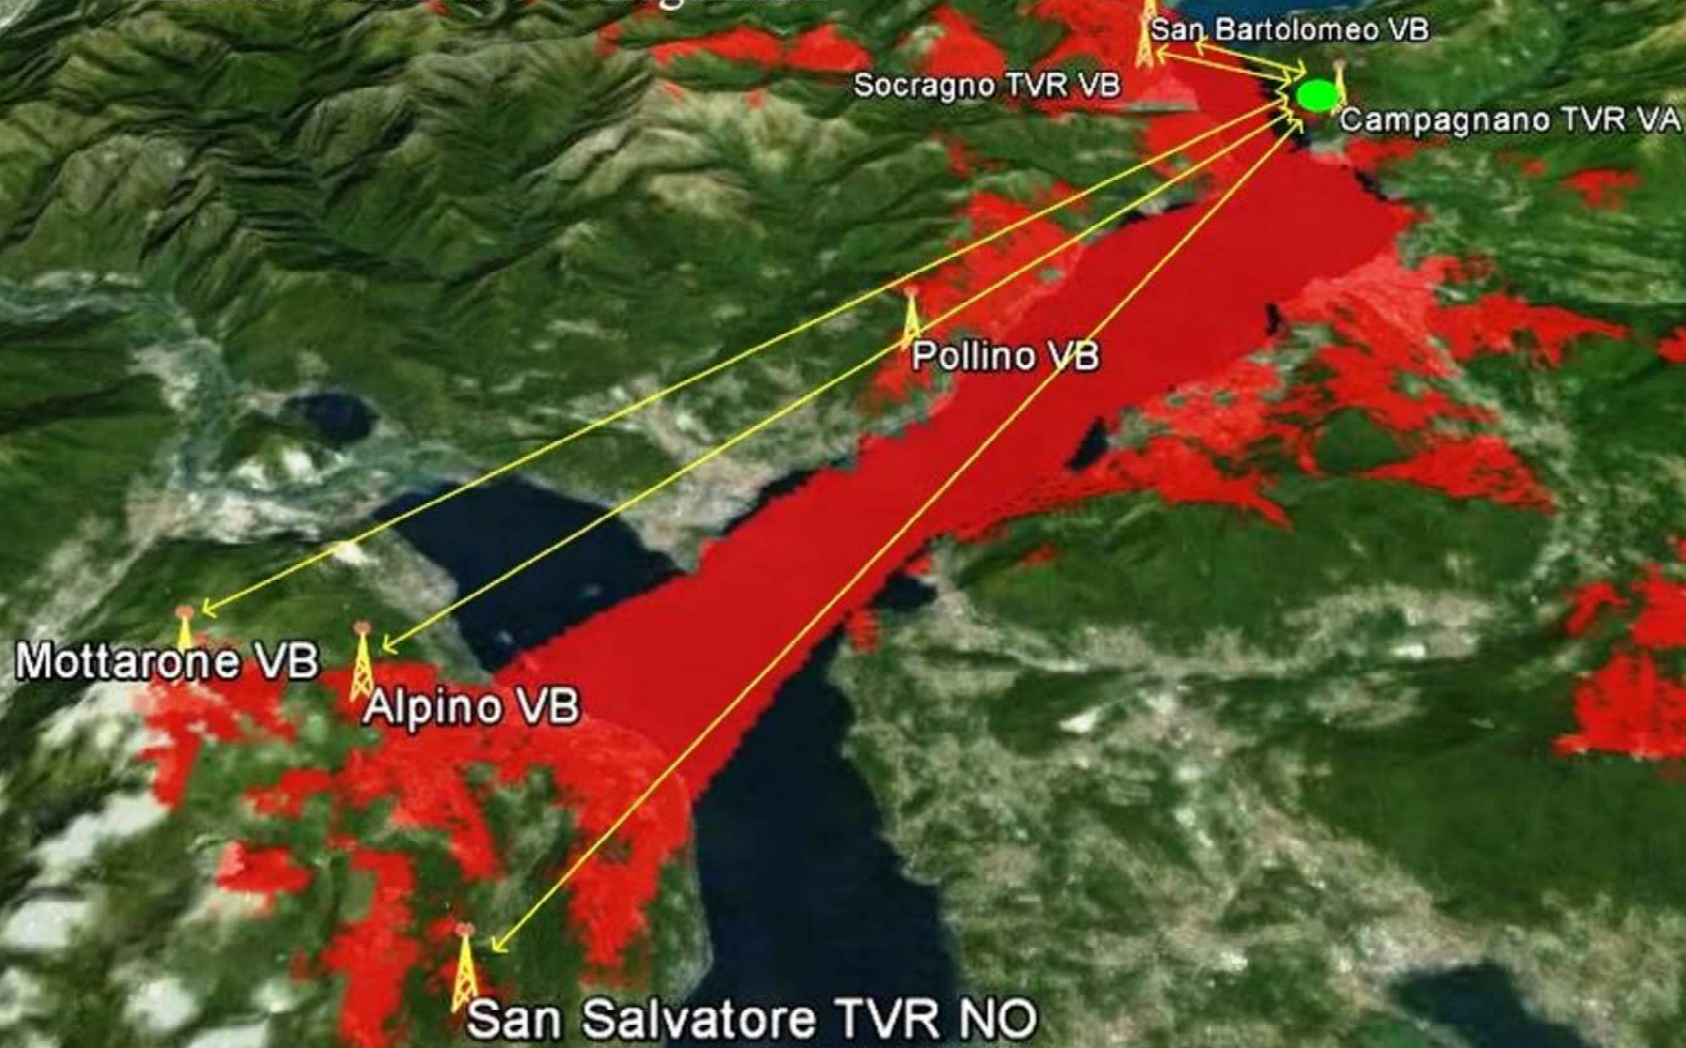 San Bartolomeo VB
Socragno TVR VB
Campagnano TVR VA
Pollino VB
Mottarone VB
Alpino VB
San Salvatore TVR NO